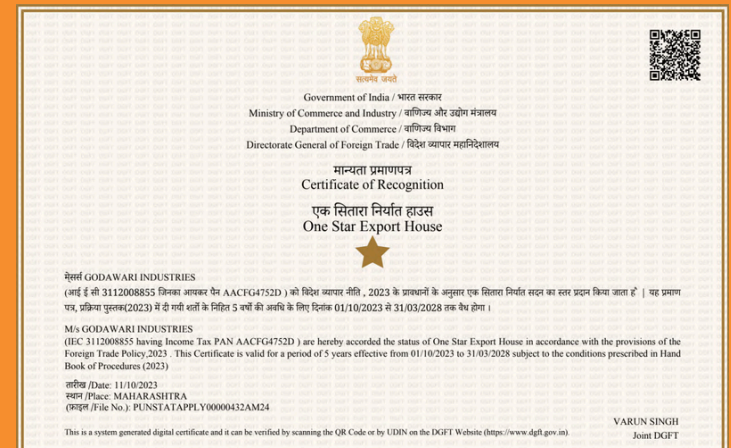 सत्यमेव जयते
Government of India / भारत सरकार
Ministry of Commerce and Industry / वाणिज्य और उद्योग मंत्रालय
Department of Commerce / वाणिज्य विभाग
Directorate General of Foreign Trade / विदेश व्यापार महानिदेशालय
मान्यता प्रमाणपत्र
Certificate of Recognition
एक सितारा निर्यात हाउस
One Star Export House
मेसर्स GODAWARI INDUSTRIES
(आई ई सी 3112008855 जिनका आयकर पैन AACFG4752D ) को विदेश व्यापार नीति , 2023 के प्रावधानों के अनुसार एक सितारा निर्यात सदन का स्तर प्रदान किया जाता है | यह प्रमाण
पत्र, प्रक्रिया पुस्तक(2023) में दी गयी शर्तो के निहित 5 वर्षो की अवधि के लिए दिनांक 01/10/2023 से 31/03/2028 तक वैध होगा ।
M/s GODAWARI INDUSTRIES
(IEC 3112008855 having Income Tax PAN AACFG4752D ) are hereby accorded the status of One Star Export House in accordance with the provisions of the
Foreign Trade Policy,2023 . This Certificate is valid for a period of 5 years effective from 01/10/2023 to 31/03/2028 subject to the conditions prescribed in Hand
Book of Procedures (2023)
तारीख /Date: 11/10/2023
स्थान /Place: MAHARASHTRA
(फ़ाइल /File No.): PUNSTATAPPLY00000432AM24
VARUN SINGH
This is a system generated digital certificate and it can be verified by scanning the QR Code or by UDIN on the DGFT Website (https://www.dgft.gov.in).
Joint DGFT